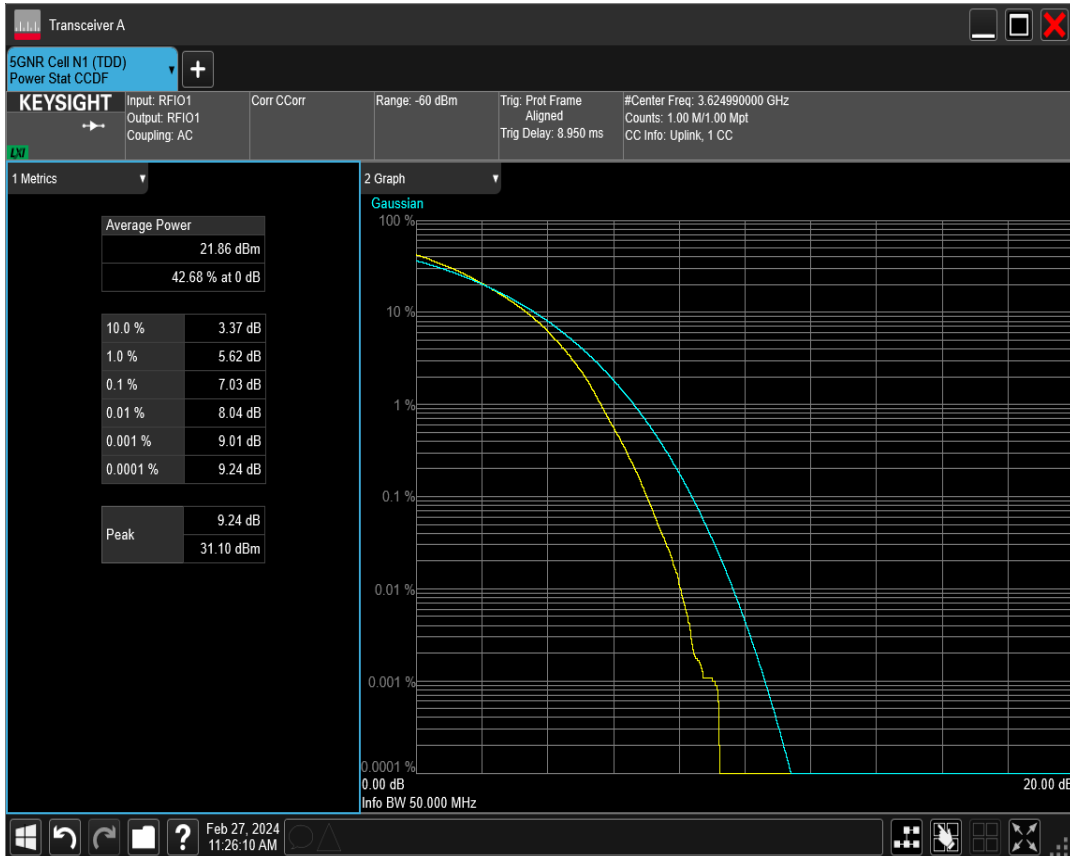 Transceiver A
5GNR Cell N1 (TDD)
Power Stat CCDF
+
KEYSIGHT
LXI
Input: RFIO1
Output: RFIO1
Coupling: AC
Corr CCorr
Range: -60 dBm
Trig: Prot Frame
Aligned
Trig Delay: 8.950 ms
#Center Freq: 3.624990000 GHz
Counts: 1.00 M/1.00 Mpt
CC Info: Uplink, 1 CC
1 Metrics
Average Power
21.86 dBm
42.68 % at 0 dB
10.0 % 3.37 dB
1.0 % 5.62 dB
0.1 % 7.03 dB
0.01 % 8.04 dB
0.001 % 9.01 dB
0.0001 % 9.24 dB
Peak
9.24 dB
31.10 dBm
2 Graph
Gaussian
100 %
10 %
1 %
0.1 %
0.01 %
0.001 %
0.0001 %
0.00 dB 20.00 dB
Info BW 50.000 MHz
?
Feb 27, 2024
11:26:10 AM